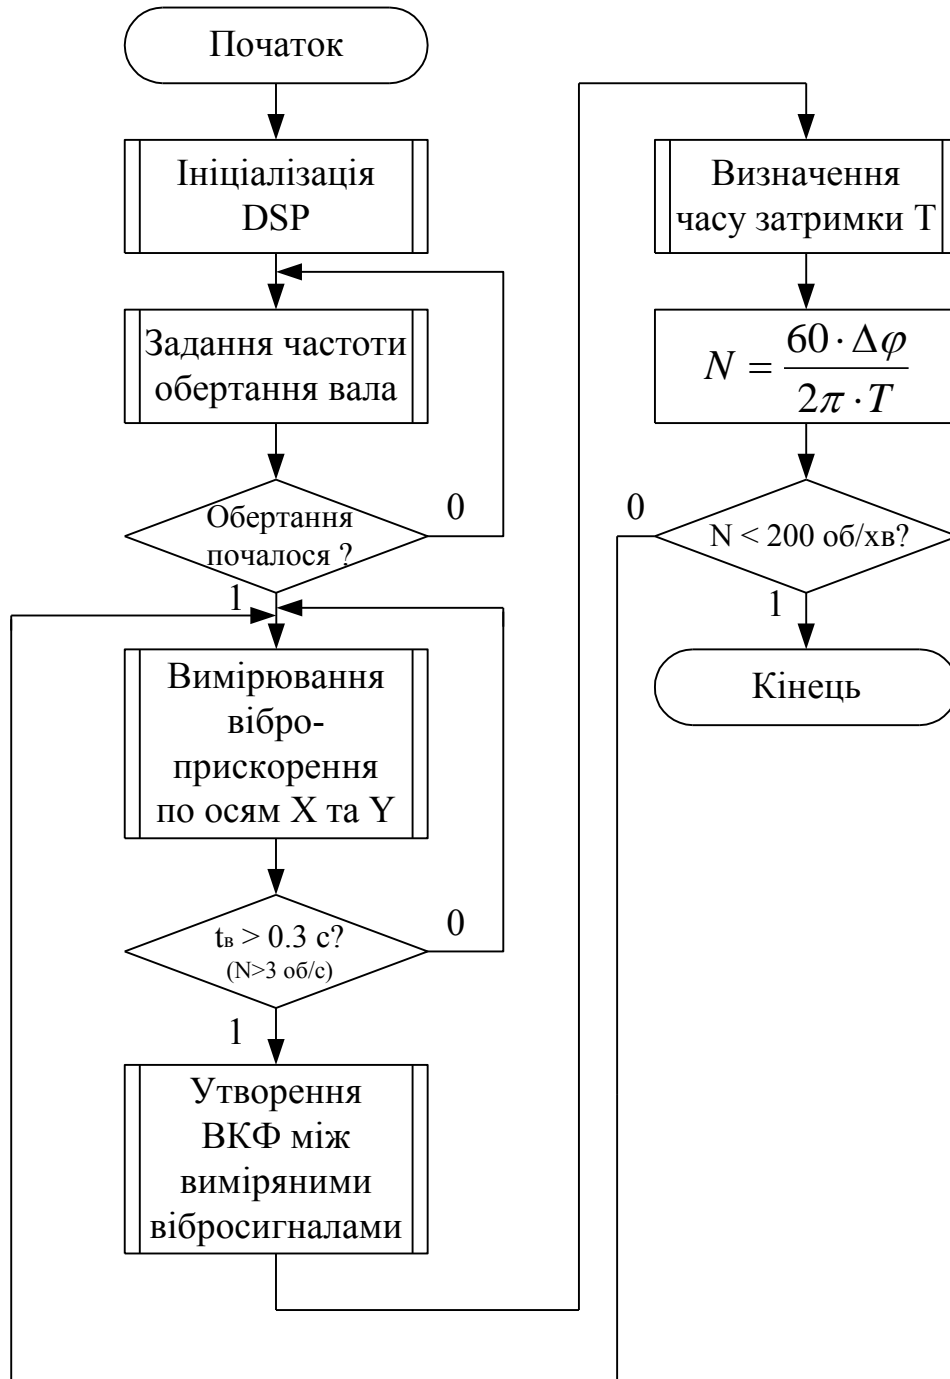 Початок
Ініціалізація
DSP
Задання частоти
обертання вала
Обертання
почалося ?
0
1
Вимірювання
вібро-
прискорення
по осям X та Y
tв > 0.3 с?
(N>3 об/с)
0
1
Утворення
ВКФ між
виміряними
вібросигналами
Визначення
часу затримки T
N = 60 · Δφ / 2π · T
N < 200 об/хв?
0
1
Кінець